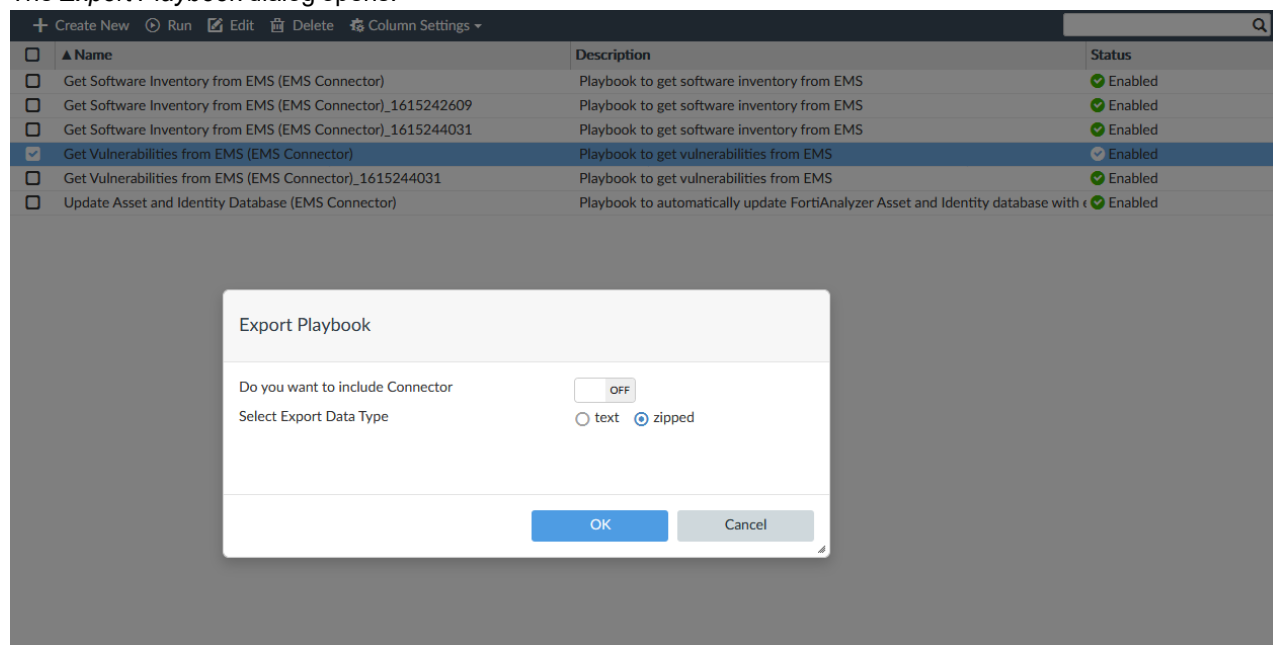 The Export Playbook dialog opens.
Create New Run Edit Delete Column Settings
Name Description Status
Get Software Inventory from EMS (EMS Connector) Playbook to get software inventory from EMS Enabled
Get Software Inventory from EMS (EMS Connector)_1615242609 Playbook to get software inventory from EMS Enabled
Get Software Inventory from EMS (EMS Connector)_1615244031 Playbook to get software inventory from EMS Enabled
Get Vulnerabilities from EMS (EMS Connector) Playbook to get vulnerabilities from EMS Enabled
Get Vulnerabilities from EMS (EMS Connector)_1615244031 Playbook to get vulnerabilities from EMS Enabled
Update Asset and Identity Database (EMS Connector) Playbook to automatically update FortiAnalyzer Asset and Identity database with Enabled
Export Playbook
Do you want to include Connector OFF
Select Export Data Type text zipped
OK Cancel